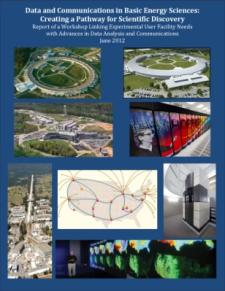 Data and Communications in Basic Energy Sciences:
Creating a Pathway for Scientific Discovery
Report of a Workshop Linking Experimental User Facility Needs
with Advances in Data Analysis and Communications
June 2012